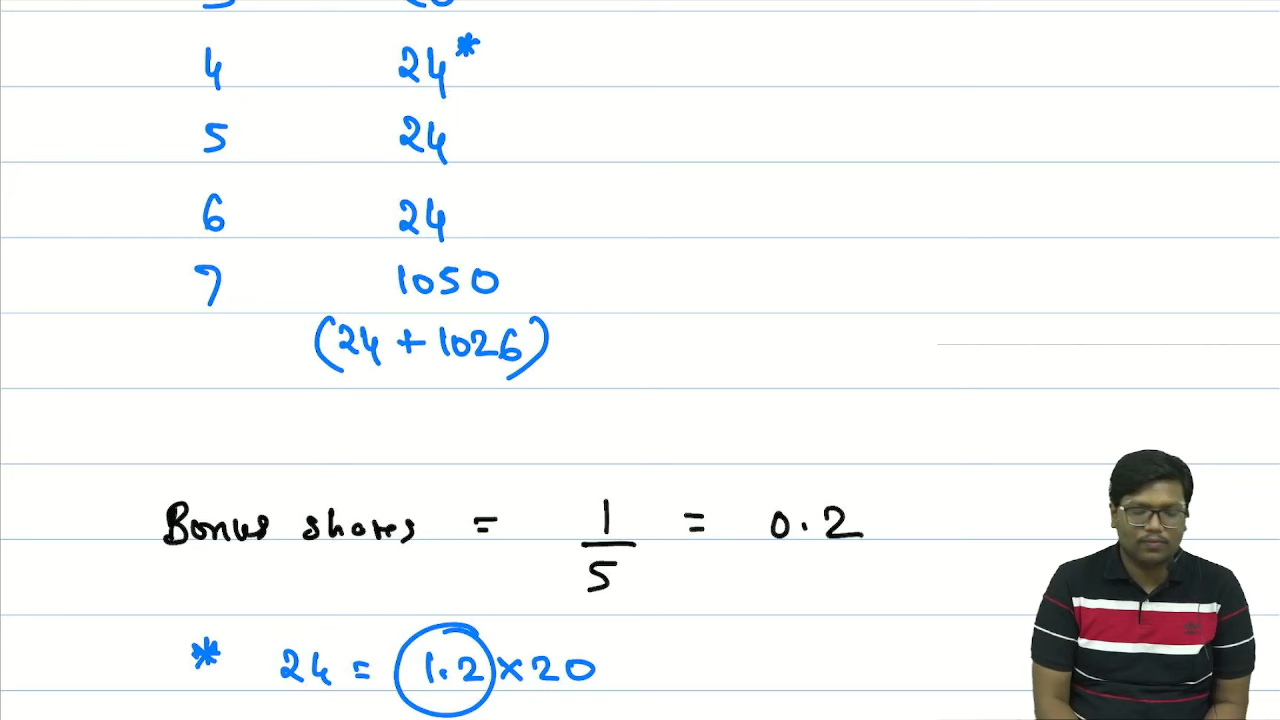 4 24*
5 24
6 24
7 1050
(24 + 1026)
Bonus shares = 1/5 = 0.2
* 24 = 1.2 × 20